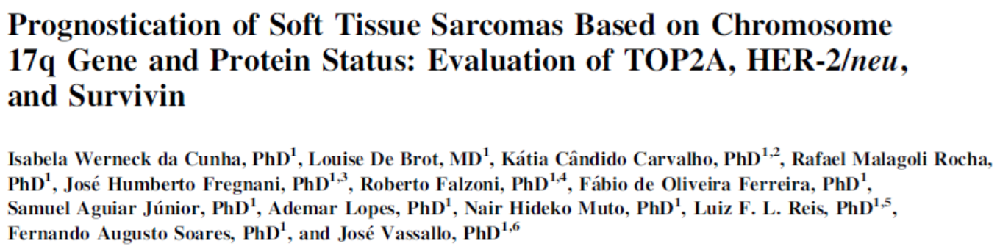 Prognostication of Soft Tissue Sarcomas Based on Chromosome
17q Gene and Protein Status: Evaluation of TOP2A, HER-2/neu,
and Survivin
Isabela Werneck da Cunha, PhD1, Louise De Brot, MD1, Kátia Cândido Carvalho, PhD1,2, Rafael Malagoli Rocha,
PhD1, José Humberto Fregnani, PhD1,3, Roberto Falzoni, PhD1,4, Fábio de Oliveira Ferreira, PhD1,
Samuel Aguiar Júnior, PhD1, Ademar Lopes, PhD1, Nair Hideko Muto, PhD1, Luiz F. L. Reis, PhD1,5,
Fernando Augusto Soares, PhD1, and José Vassallo, PhD1,6